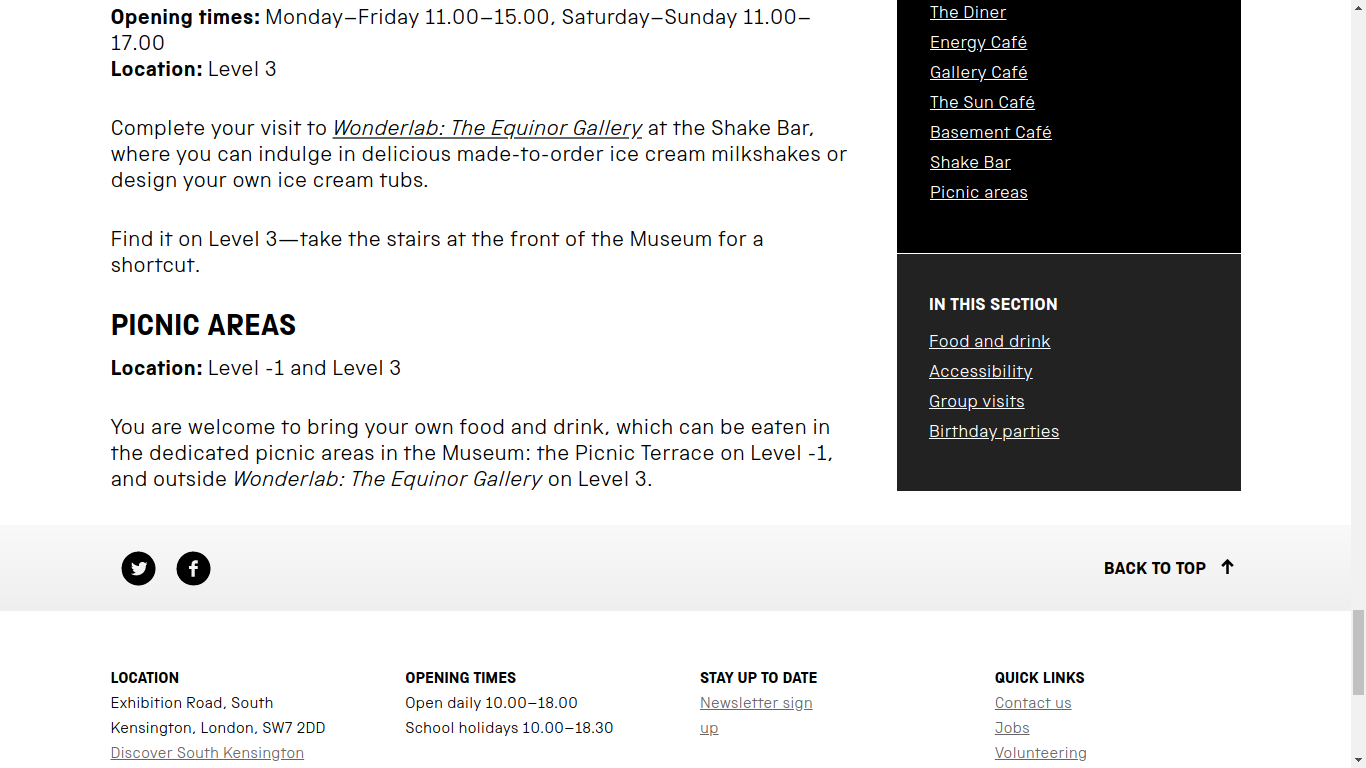 Opening times: Monday–Friday 11.00–15.00, Saturday–Sunday 11.00–
17.00
Location: Level 3
Complete your visit to Wonderlab: The Equinor Gallery at the Shake Bar,
where you can indulge in delicious made-to-order ice cream milkshakes or
design your own ice cream tubs.
Find it on Level 3—take the stairs at the front of the Museum for a
shortcut.
PICNIC AREAS
Location: Level -1 and Level 3
You are welcome to bring your own food and drink, which can be eaten in
the dedicated picnic areas in the Museum: the Picnic Terrace on Level -1,
and outside Wonderlab: The Equinor Gallery on Level 3.
The Diner
Energy Café
Gallery Café
The Sun Café
Basement Café
Shake Bar
Picnic areas
IN THIS SECTION
Food and drink
Accessibility
Group visits
Birthday parties
BACK TO TOP
LOCATION
Exhibition Road, South
Kensington, London, SW7 2DD
Discover South Kensington
OPENING TIMES
Open daily 10.00–18.00
School holidays 10.00–18.30
STAY UP TO DATE
Newsletter sign
up
QUICK LINKS
Contact us
Jobs
Volunteering